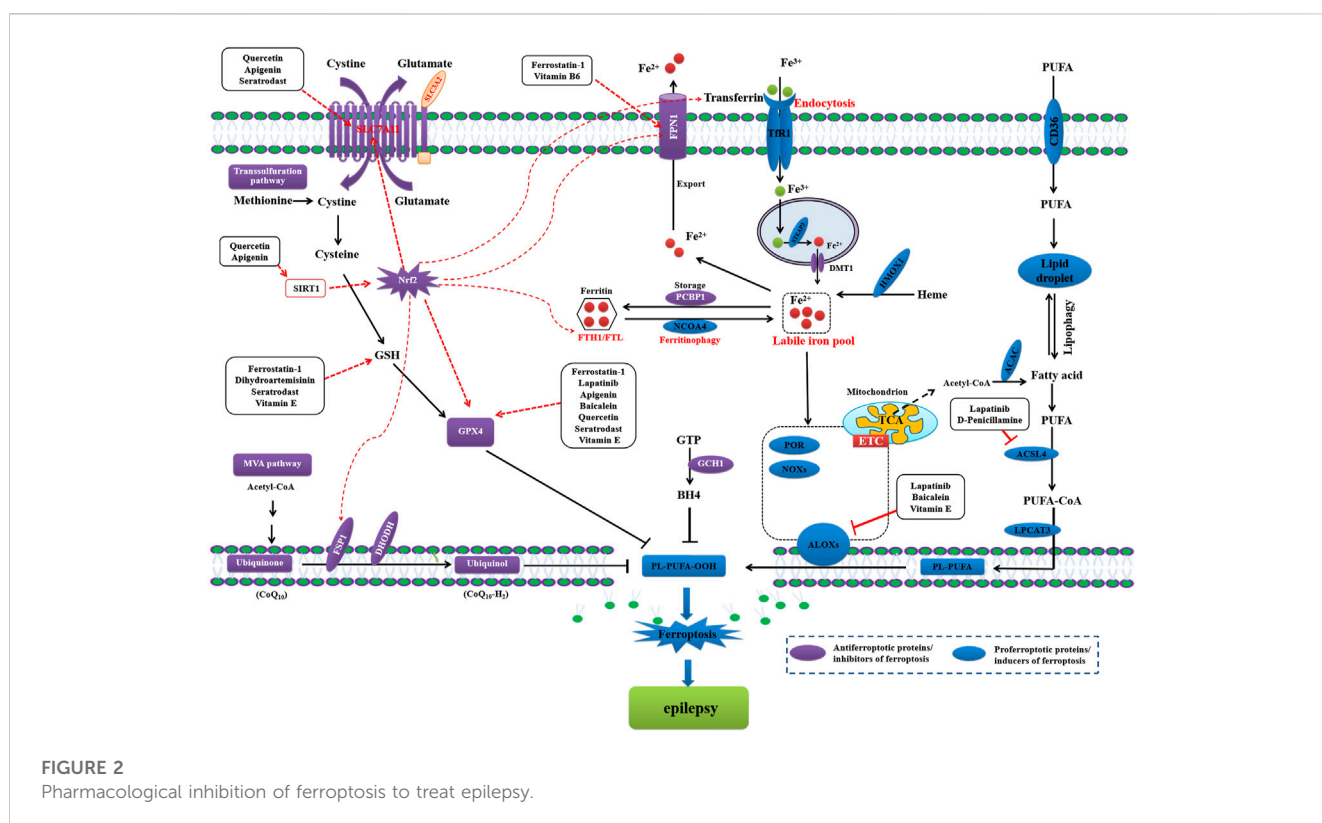 Quercetin
Apigenin
Seratrodast
Cystine
Glutamate
SLC3A2
SLC7A11
Ferrostatin-1
Vitamin B6
Fe²⁺
FPN1
Transferrin
Fe³⁺
Endocytosis
TfR1
PUFA
CD36
Transsulfuration
pathway
Methionine
Cystine
Glutamate
Export
Fe³⁺
PUFA
Cysteine
Quercetin
Apigenin
SIRT1
Nrf2
Fe²⁺
STEAP3
Fe²⁺
DMT1
Lipid
droplet
HMOX1
Heme
Ferritin
FTH1/FTL
Storage
PCBP1
NCOA4
Ferritinophagy
Fe²⁺
Labile iron pool
Lipophagy
GSH
Ferrostatin-1
Dihydroartemisinin
Seratrodast
Vitamin E
Ferrostatin-1
Lapatinib
Apigenin
Baicalein
Quercetin
Seratrodast
Vitamin E
GPX4
Mitochondrion
TCA
ETC
Acetyl-CoA
ACAC
Fatty acid
Lapatinib
D-Penicillamine
PUFA
ACSL4
POR
NOXs
GTP
GCH1
BH4
MVA pathway
Acetyl-CoA
Lapatinib
Baicalein
Vitamin E
PUFA-CoA
LPCAT3
FSP1
DHODH
ALOXs
Ubiquinone
Ubiquinol
PL-PUFA-OOH
PL-PUFA
(CoQ₁₀)
(CoQ₁₀-H₂)
Ferroptosis
Antiferroptotic proteins/
inhibitors of ferroptosis
Proferroptotic proteins/
inducers of ferroptosis
epilepsy
FIGURE 2
Pharmacological inhibition of ferroptosis to treat epilepsy.